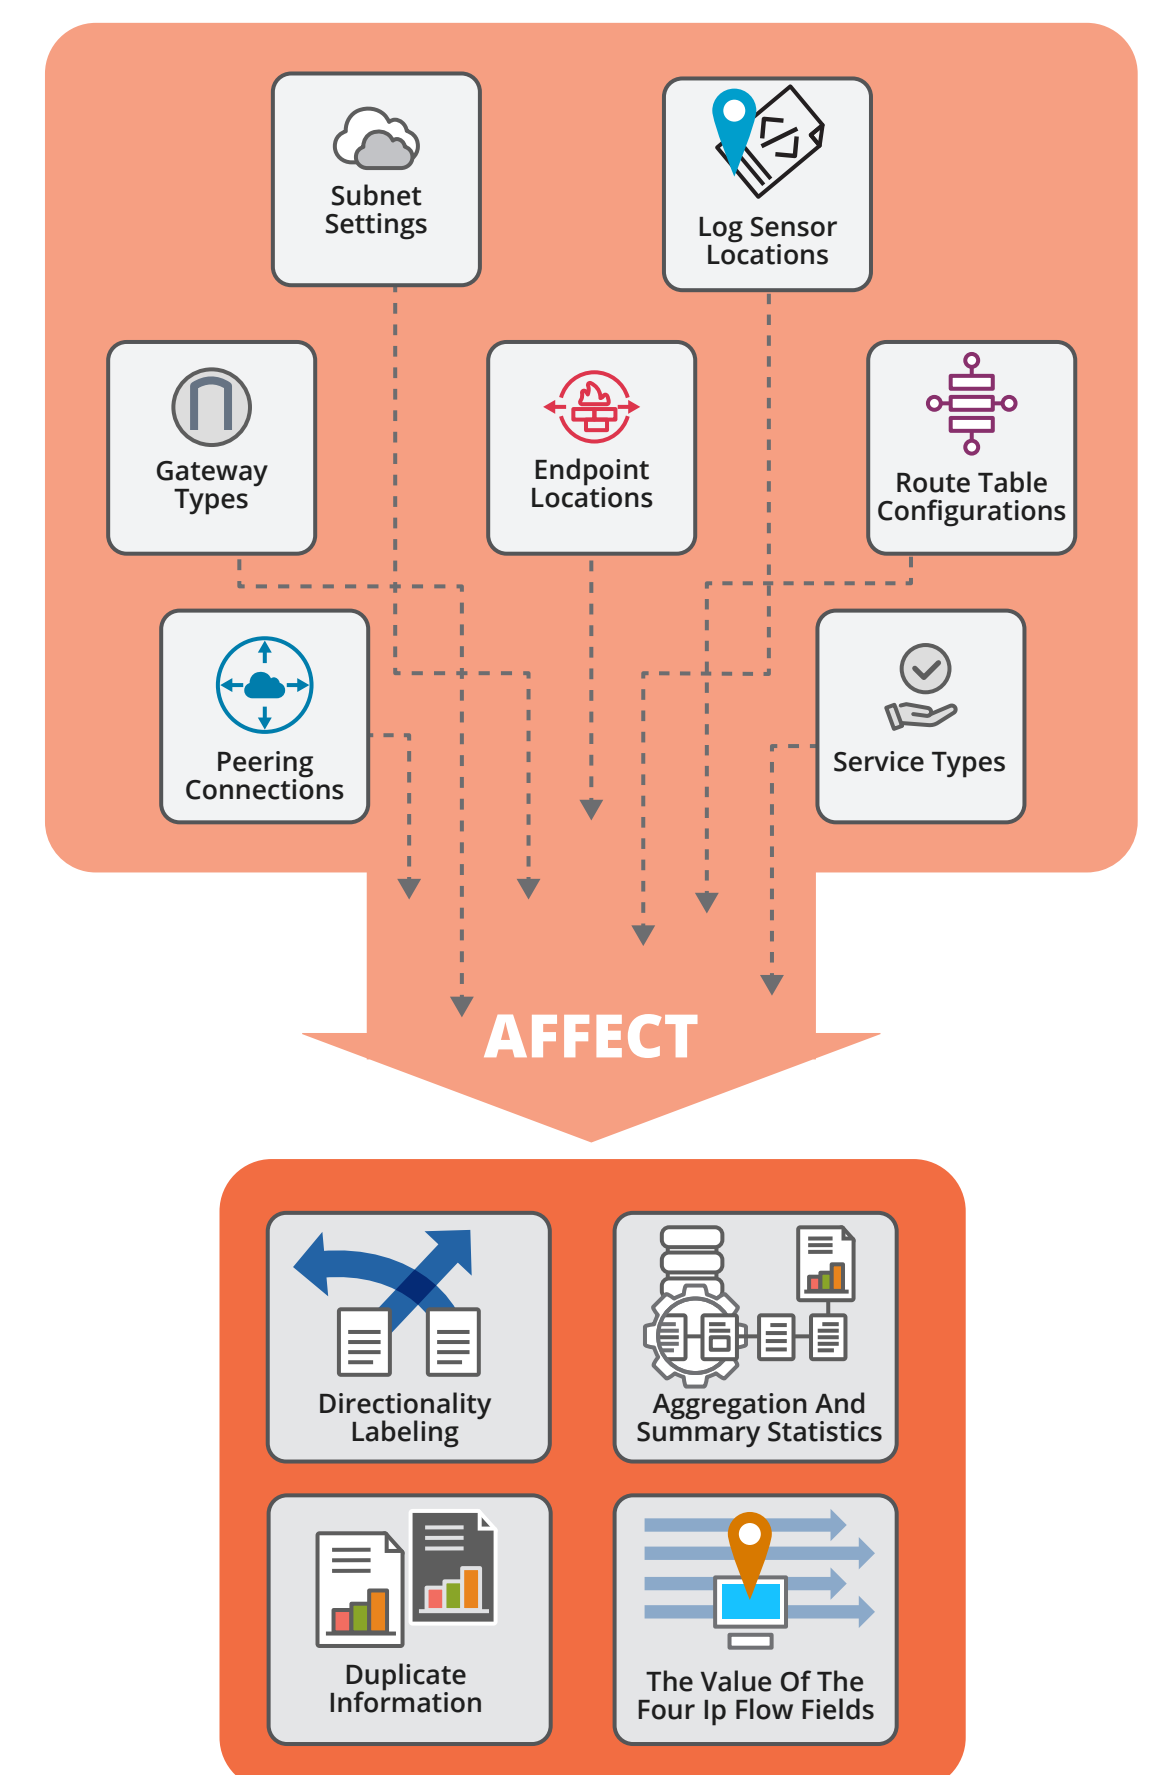 Subnet
Settings
Log Sensor
Locations
Gateway
Types
Endpoint
Locations
Route Table
Configurations
Peering
Connections
Service Types
AFFECT
Directionality
Labeling
Aggregation And
Summary Statistics
Duplicate
Information
The Value Of The
Four Ip Flow Fields